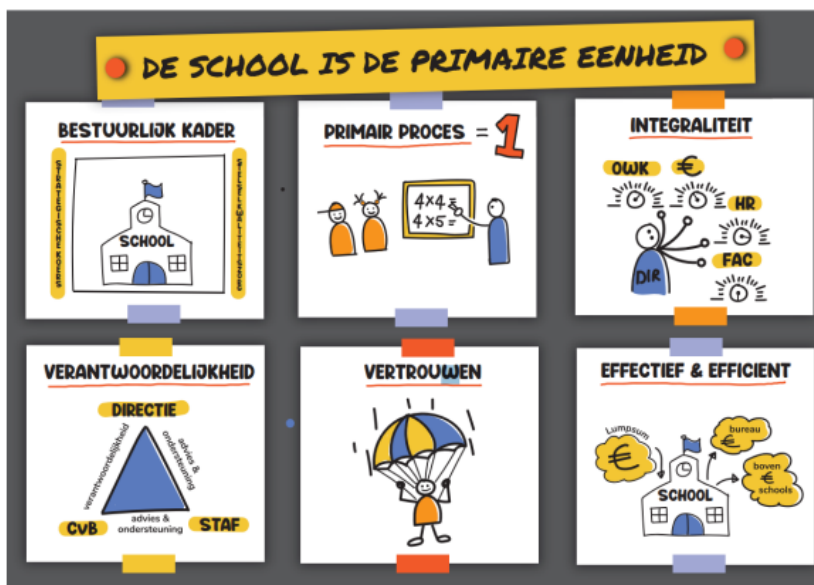 DE SCHOOL IS DE PRIMAIRE EENHEID
BESTUURLIJK KADER
STRATEGISCHE KOERS
SCHOOL
PRIMAIR PROCES = 1
4×4=
4×5=
INTEGRALITEIT
OWK
€
HR
FAC
DIR
VERANTWOORDELIJKHEID
DIRECTIE
verantwoordelijkheid
advies &
ondersteuning
CvB
advies &
ondersteuning
STAF
VERTROUWEN
EFFECTIEF & EFFICIENT
Lumpsum
€
bureau
€
boven
€
schools
SCHOOL